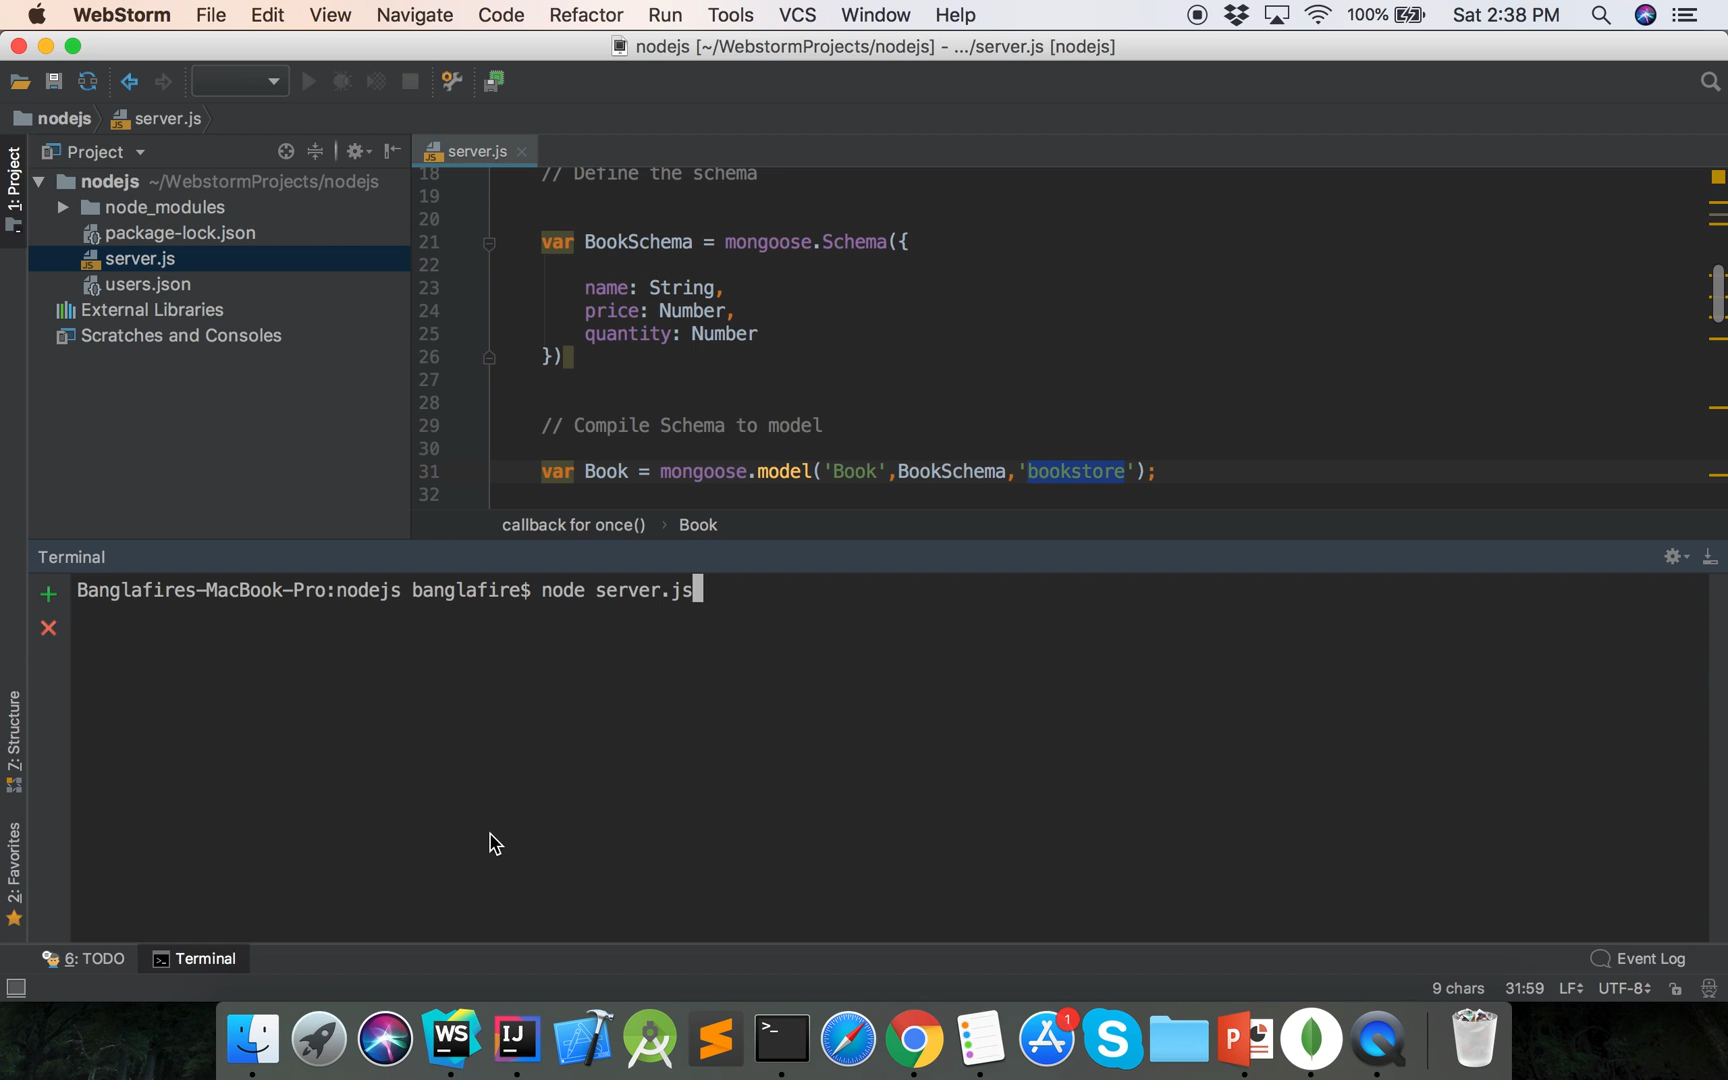 WebStorm File Edit View Navigate Code Refactor Run Tools VCS Window Help 100% Sat 2:38 PM
nodejs [~/WebstormProjects/nodejs] - .../server.js [nodejs]
nodejs server.js
1: Project
Project
server.js
nodejs ~/WebstormProjects/nodejs
node_modules
package-lock.json
server.js
users.json
External Libraries
Scratches and Consoles
18 // Define the schema
19
20
21 var BookSchema = mongoose.Schema({
22
23 name: String,
24 price: Number,
25 quantity: Number
26 })
27
28
29 // Compile Schema to model
30
31 var Book = mongoose.model('Book',BookSchema,'bookstore');
32
callback for once() › Book
Terminal
Banglafires-MacBook-Pro:nodejs banglafire$ node server.js
Z: Structure
2: Favorites
6: TODO Terminal Event Log
9 chars 31:59 LF UTF-8
WS IJ >_ 1 S P